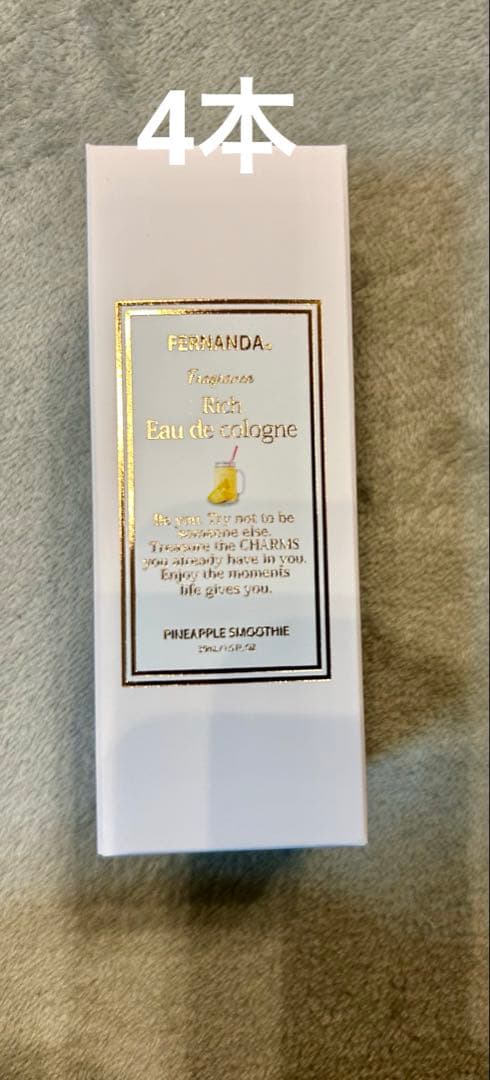 4本
FERNANDA
Fragrance
Rich
Eau de cologne
Be you. Try not to be
someone else.
Treasure the CHARMS
you already have in you.
Enjoy the moments
life gives you.
PINEAPPLE SMOOTHIE